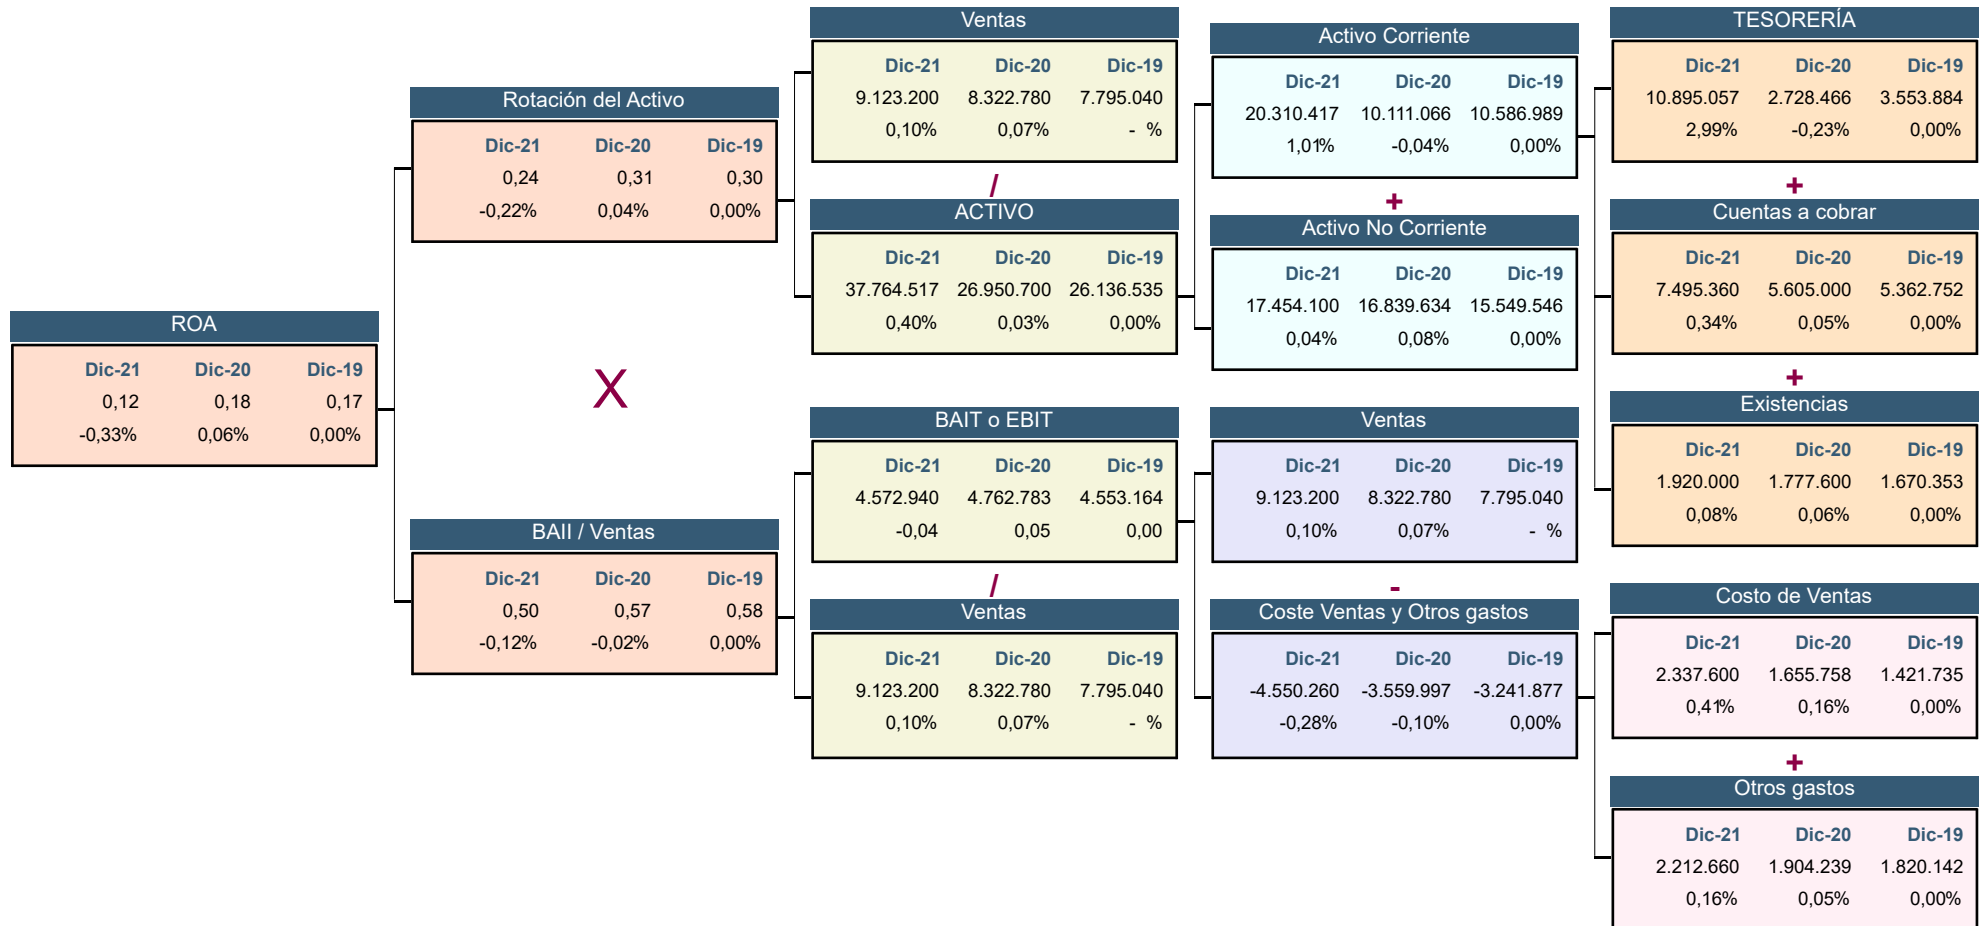 ROA
Dic-21 Dic-20 Dic-19
0,12 0,18 0,17
-0,33% 0,06% 0,00%
Rotación del Activo
Dic-21 Dic-20 Dic-19
0,24 0,31 0,30
-0,22% 0,04% 0,00%
X
BAII / Ventas
Dic-21 Dic-20 Dic-19
0,50 0,57 0,58
-0,12% -0,02% 0,00%
Ventas
Dic-21 Dic-20 Dic-19
9.123.200 8.322.780 7.795.040
0,10% 0,07% - %
/
ACTIVO
Dic-21 Dic-20 Dic-19
37.764.517 26.950.700 26.136.535
0,40% 0,03% 0,00%
BAIT o EBIT
Dic-21 Dic-20 Dic-19
4.572.940 4.762.783 4.553.164
-0,04 0,05 0,00
/
Ventas
Dic-21 Dic-20 Dic-19
9.123.200 8.322.780 7.795.040
0,10% 0,07% - %
Activo Corriente
Dic-21 Dic-20 Dic-19
20.310.417 10.111.066 10.586.989
1,01% -0,04% 0,00%
+
Activo No Corriente
Dic-21 Dic-20 Dic-19
17.454.100 16.839.634 15.549.546
0,04% 0,08% 0,00%
Ventas
Dic-21 Dic-20 Dic-19
9.123.200 8.322.780 7.795.040
0,10% 0,07% - %
-
Coste Ventas y Otros gastos
Dic-21 Dic-20 Dic-19
-4.550.260 -3.559.997 -3.241.877
-0,28% -0,10% 0,00%
TESORERÍA
Dic-21 Dic-20 Dic-19
10.895.057 2.728.466 3.553.884
2,99% -0,23% 0,00%
+
Cuentas a cobrar
Dic-21 Dic-20 Dic-19
7.495.360 5.605.000 5.362.752
0,34% 0,05% 0,00%
+
Existencias
Dic-21 Dic-20 Dic-19
1.920.000 1.777.600 1.670.353
0,08% 0,06% 0,00%
Costo de Ventas
Dic-21 Dic-20 Dic-19
2.337.600 1.655.758 1.421.735
0,41% 0,16% 0,00%
+
Otros gastos
Dic-21 Dic-20 Dic-19
2.212.660 1.904.239 1.820.142
0,16% 0,05% 0,00%